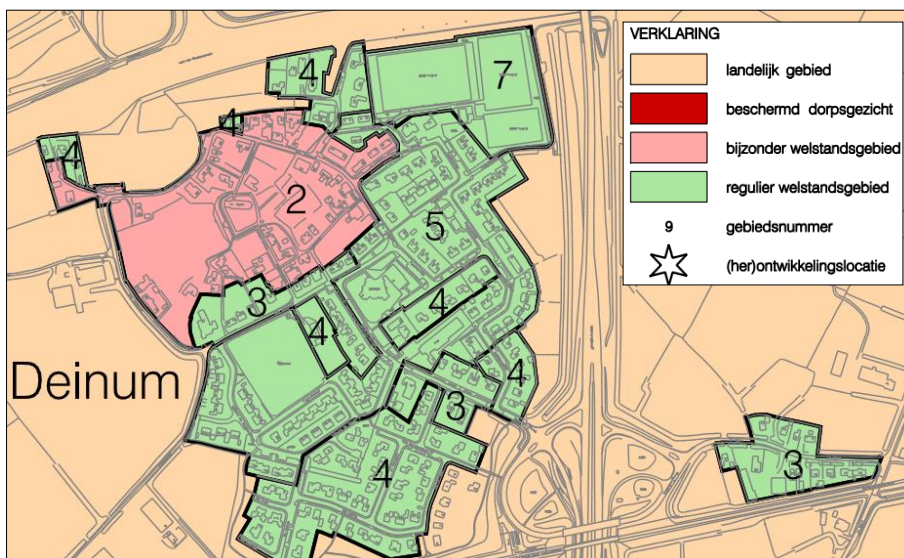 VERKLARING
landelijk gebied
beschermd dorpsgezicht
bijzonder welstandsgebied
regulier welstandsgebied
9 gebiedsnummer
(her)ontwikkelingslocatie
4
7
4
4
2
5
3
4
4
4
Deinum
3
4
3